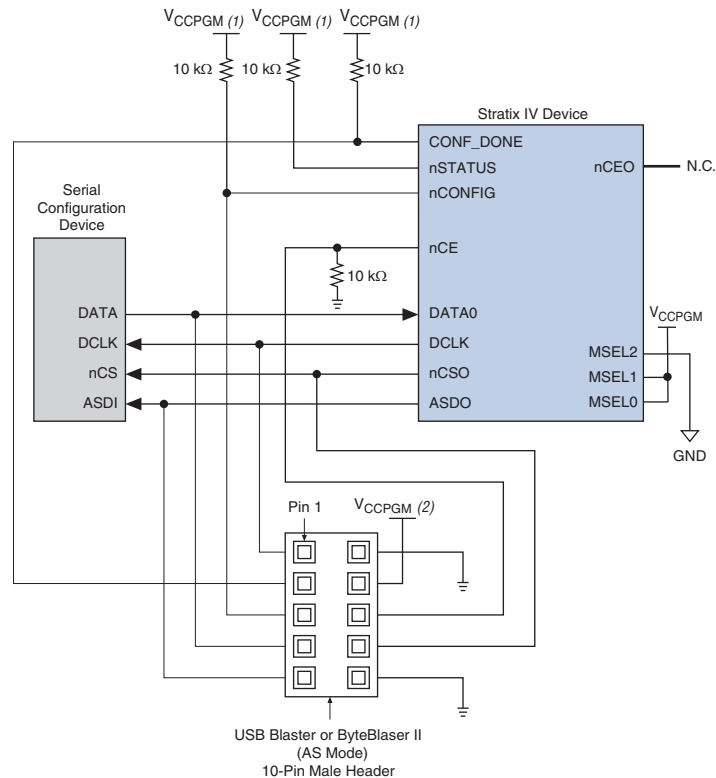 VCCPGM (1) VCCPGM (1) VCCPGM (1)
10 kΩ 10 kΩ 10 kΩ
Stratix IV Device
CONF_DONE
nSTATUS
nCONFIG
nCE
DATA0
DCLK
nCSO
ASDO
nCEO
N.C.
VCCPGM
MSEL2
MSEL1
MSEL0
GND
Serial
Configuration
Device
DATA
DCLK
nCS
ASDI
10 kΩ
Pin 1
VCCPGM (2)
USB Blaster or ByteBlaser II
(AS Mode)
10-Pin Male Header